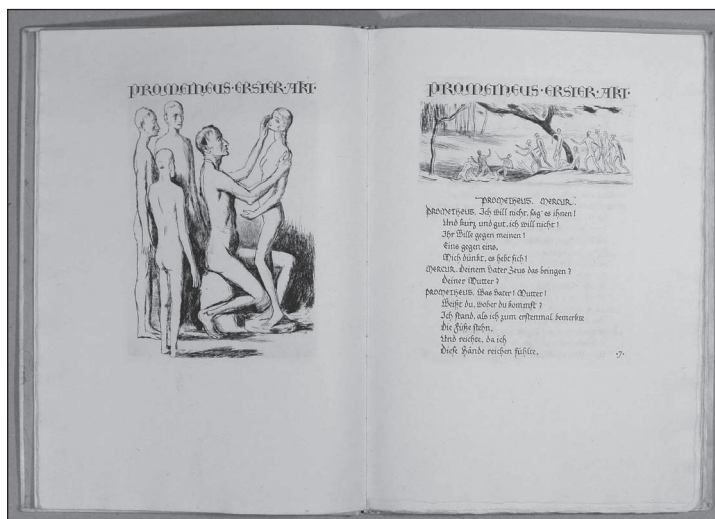 PROMETHEUS·ERSTER·AKT·
PROMETHEUS·ERSTER·AKT·
PROMETHEUS. MERCUR.
PROMETHEUS. Ich will nicht, sag' es ihnen!
Und kurz und gut, ich will nicht!
Ihr Wille gegen meinen!
Eins gegen eins,
Mich dünkt, es hebt sich!
MERCUR. Deinem Vater Zeus das bringen?
Deiner Mutter?
PROMETHEUS. Was Vater! Mutter!
Weißt du, woher du kommst?
Ich stand, als ich zum erstenmal bemerkte
Die Füße stehn,
Und reichte, da ich
Diese Hände reichen fühlte,
·7·